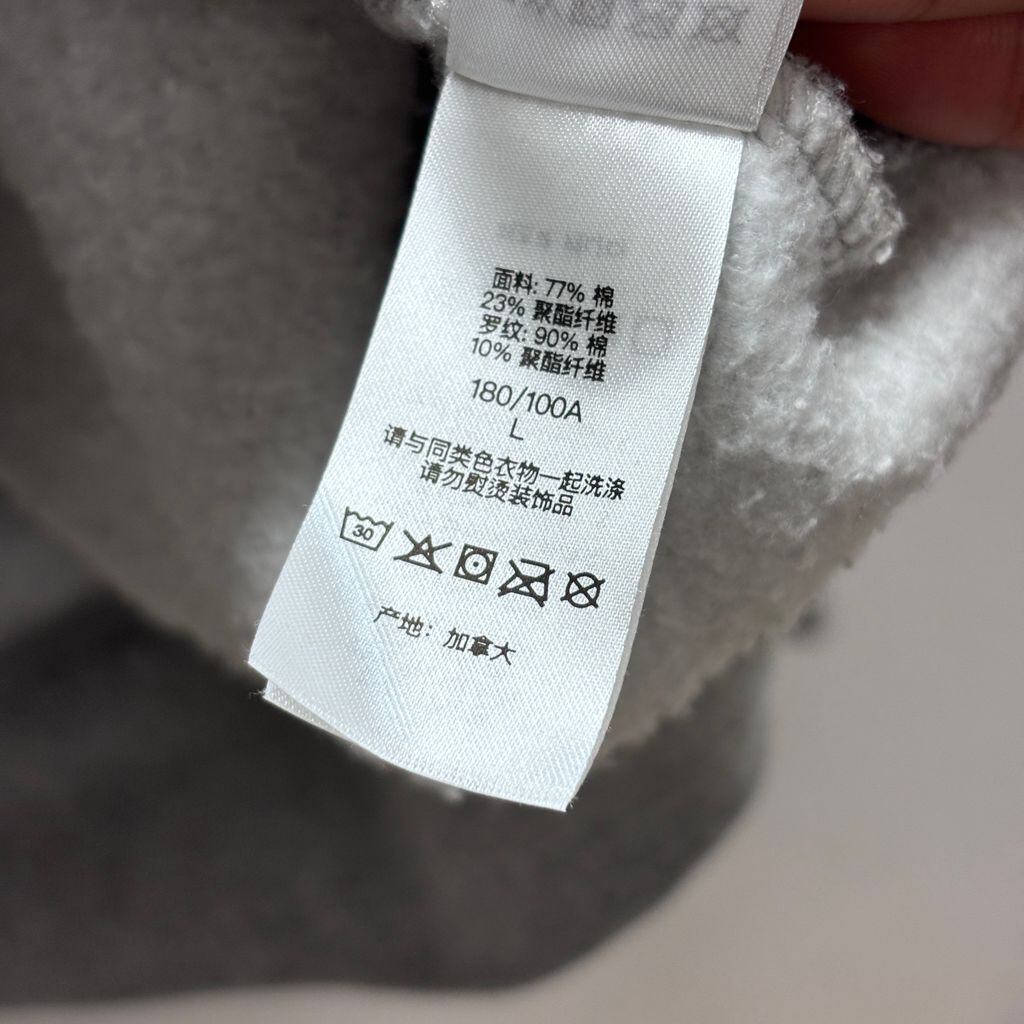 面料: 77% 棉
23% 聚酯纤维
罗纹: 90% 棉
10% 聚酯纤维
180/100A
L
请与同类色衣物一起洗涤
请勿熨烫装饰品
30
产地: 加拿大